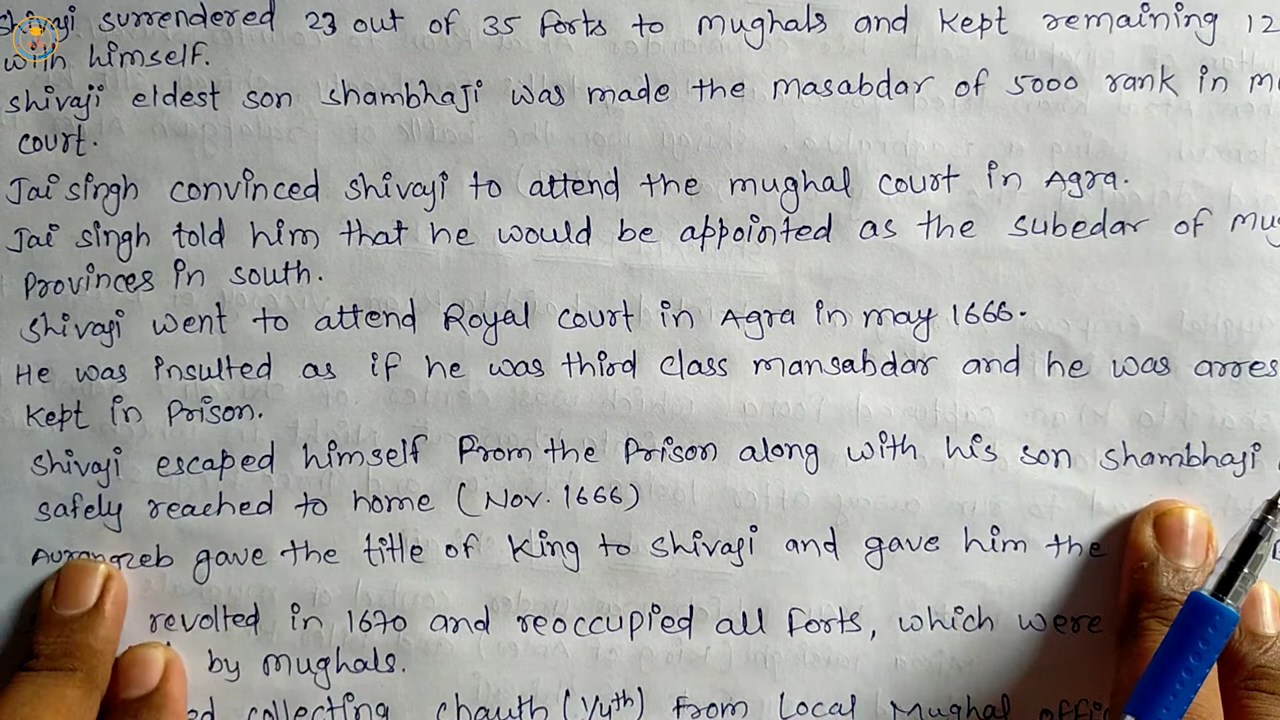 Shivaji surrendered 23 out of 35 forts to mughals and kept remaining 12
with himself.
Shivaji eldest son Shambhaji was made the masabdar of 5000 rank in
court.
Jai Singh convinced Shivaji to attend the mughal court in Agra.
Jai singh told him that he would be appointed as the subedar of
Provinces in south.
Shivaji went to attend Royal court in Agra in may 1666.
He was insulted as if he was third class mansabdar and he was
kept in Prison.
Shivaji escaped himself from the Prison along with his son Shambhaji
safely reached to home (Nov. 1666)
Aurangzeb gave the title of King to Shivaji and gave him the
revolted in 1670 and reoccupied all forts, which were
by mughals.
collecting chauth (1/4th) from Local Mughal